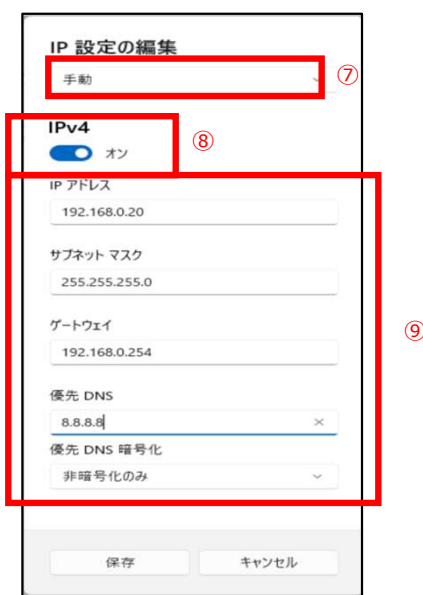 IP 設定の編集
手動
⑦
IPv4
⑧
オン
IP アドレス
192.168.0.20
サブネット マスク
255.255.255.0
ゲートウェイ
⑨
192.168.0.254
優先 DNS
8.8.8.8
優先 DNS 暗号化
非暗号化のみ
保存 キャンセル